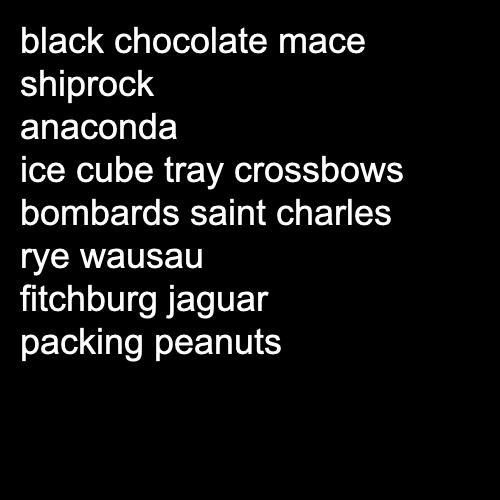 black chocolate mace
shiprock
anaconda
ice cube tray crossbows
bombards saint charles
rye wausau
fitchburg jaguar
packing peanuts